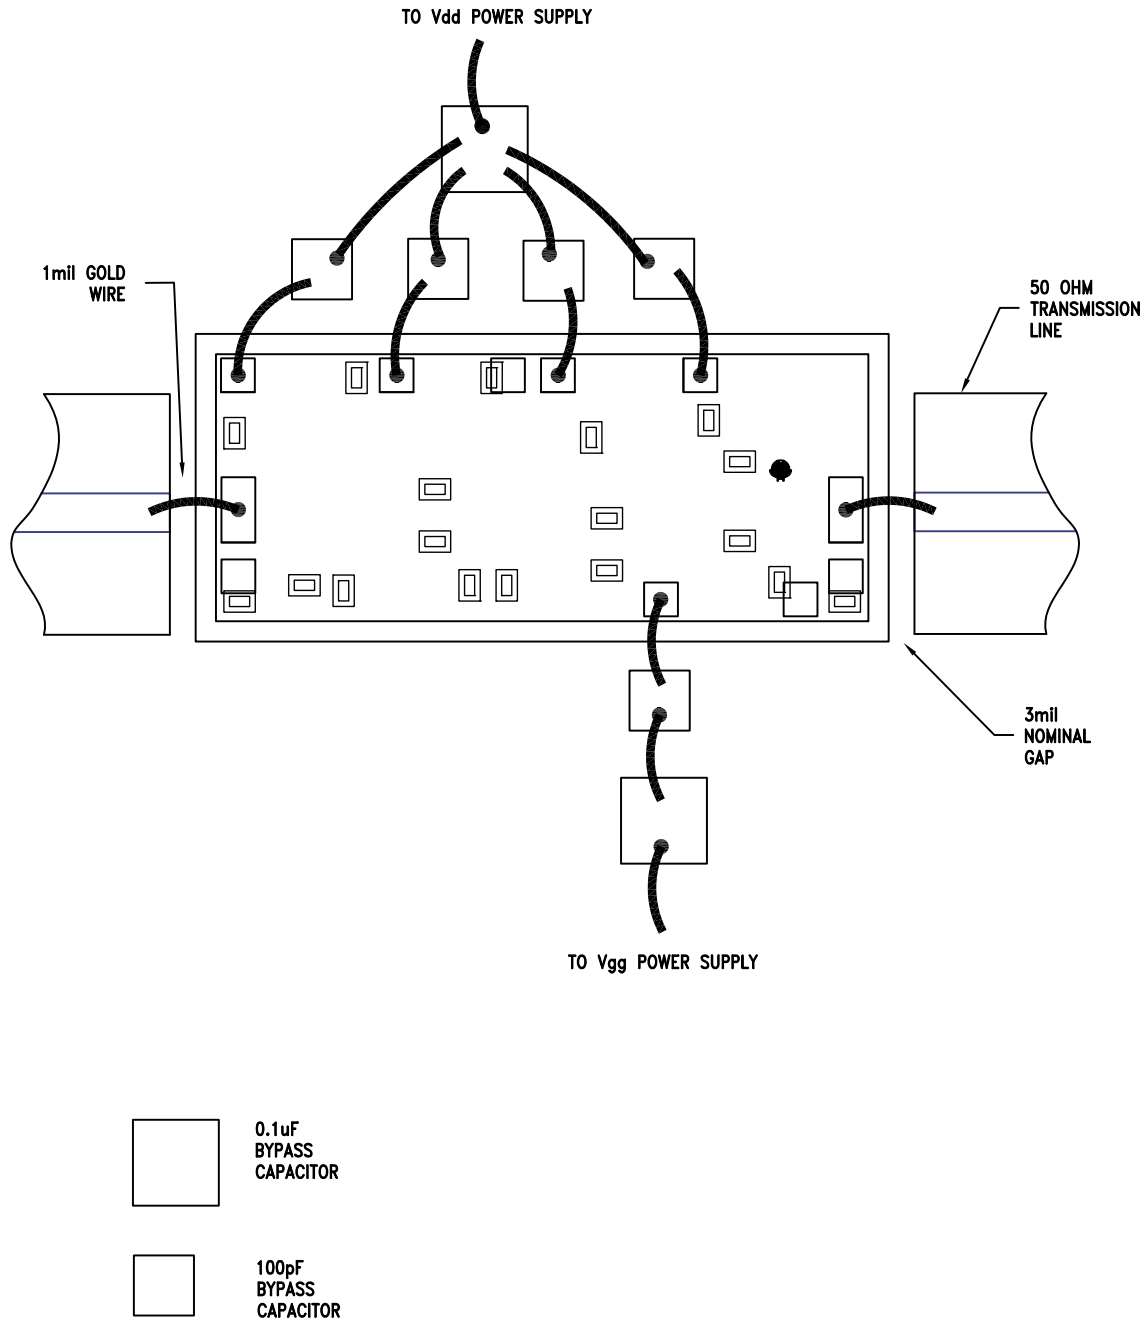 TO Vdd POWER SUPPLY
1mil GOLD
WIRE
50 OHM
TRANSMISSION
LINE
3mil
NOMINAL
GAP
TO Vgg POWER SUPPLY
0.1uF
BYPASS
CAPACITOR
100pF
BYPASS
CAPACITOR